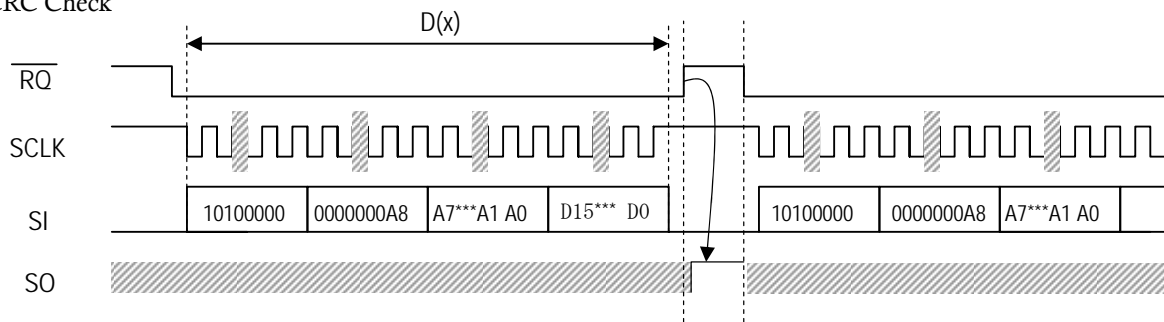 CRC Check
D(x)
RQ
SCLK
SI 10100000 0000000A8 A7***A1 A0 D15*** D0 10100000 0000000A8 A7***A1 A0
SO